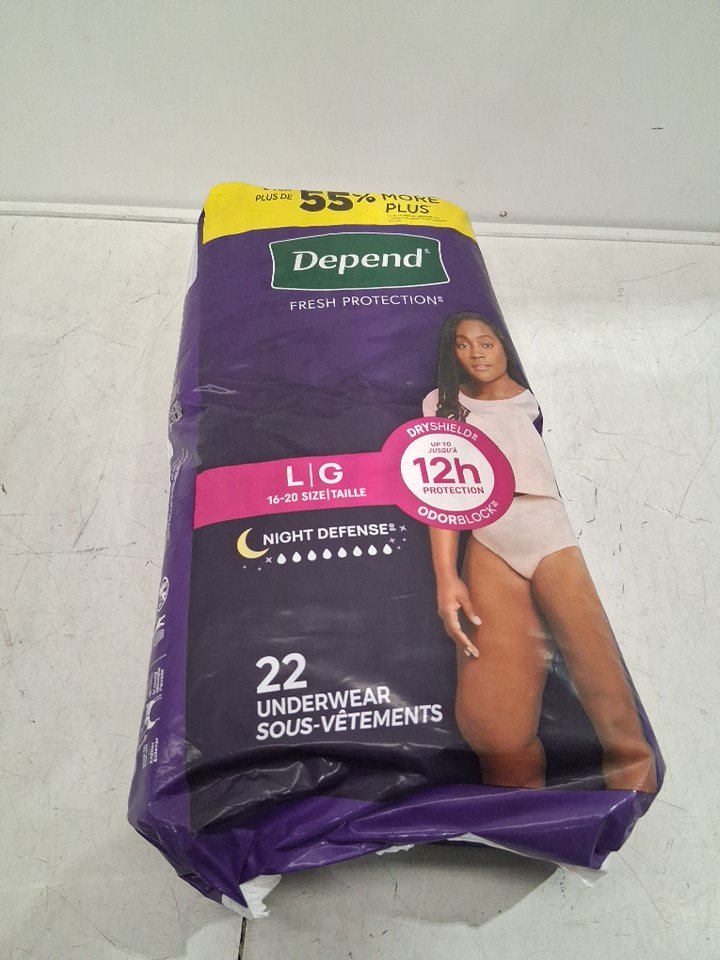 PLUS DE 55% MORE
PLUS
Depend®
FRESH PROTECTION®
DRYSHIELD®
UP TO
JUSQU'À
12h
PROTECTION
ODORBLOCK
L|G
16-20 SIZE|TAILLE
NIGHT DEFENSE®
22
UNDERWEAR
SOUS-VÊTEMENTS